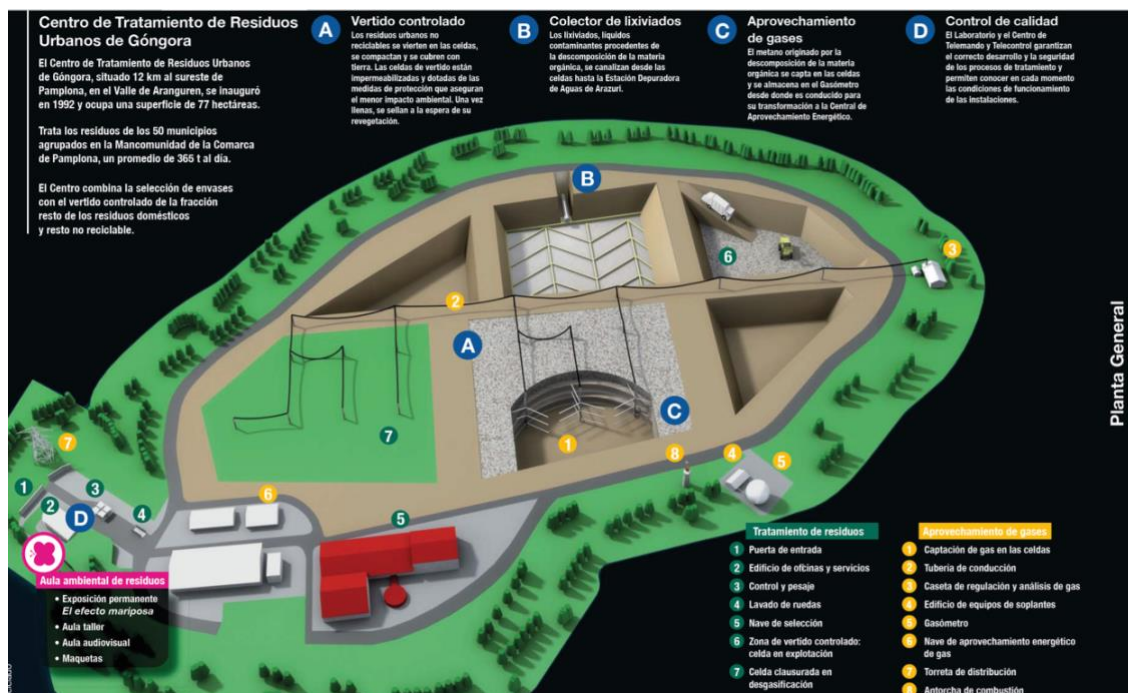 Centro de Tratamiento de Residuos
Urbanos de Góngora
El Centro de Tratamiento de Residuos Urbanos
de Góngora, situado 12 km al sureste de
Pamplona, en el Valle de Aranguren, se inauguró
en 1992 y ocupa una superficie de 77 hectáreas.
Trata los residuos de los 50 municipios
agrupados en la Mancomunidad de la Comarca
de Pamplona, un promedio de 365 t al día.
El Centro combina la selección de envases
con el vertido controlado de la fracción
resto de los residuos domésticos
y resto no reciclable.
A
Vertido controlado
Los residuos urbanos no
reciclables se vierten en las celdas,
se compactan y se cubren con
tierra. Las celdas de vertido están
impermeabilizadas y dotadas de las
medidas de protección que aseguran
el menor impacto ambiental. Una vez
llenas, se sellan a la espera de su
revegetación.
B
Colector de lixiviados
Los lixiviados, líquidos
contaminantes procedentes de
la descomposición de la materia
orgánica, se canalizan desde las
celdas hasta la Estación Depuradora
de Aguas de Arazuri.
C
Aprovechamiento
de gases
El metano originado por la
descomposición de la materia
orgánica se capta en las celdas
y se almacena en el Gasómetro
desde donde es conducido para
su transformación a la Central de
Aprovechamiento Energético.
D
Control de calidad
El Laboratorio y el Centro de
Telemando y Telecontrol garantizan
el correcto desarrollo y la seguridad
de los procesos de tratamiento y
permiten conocer en cada momento
las condiciones de funcionamiento
de las instalaciones.
B
6
3
2
A
7
C
1
8
4
5
7
1
3
2
D
4
6
5
Planta General
Aula ambiental de residuos
• Exposición permanente
El efecto mariposa
• Aula taller
• Aula audiovisual
• Maquetas
Tratamiento de residuos
1 Puerta de entrada
2 Edificio de oficinas y servicios
3 Control y pesaje
4 Lavado de ruedas
5 Nave de selección
6 Zona de vertido controlado:
celda en explotación
7 Celda clausurada en
desgasificación
Aprovechamiento de gases
1 Captación de gas en las celdas
2 Tubería de conducción
3 Caseta de regulación y análisis de gas
4 Edificio de equipos de soplantes
5 Gasómetro
6 Nave de aprovechamiento energético
de gas
7 Torreta de distribución
8 Antorcha de combustión